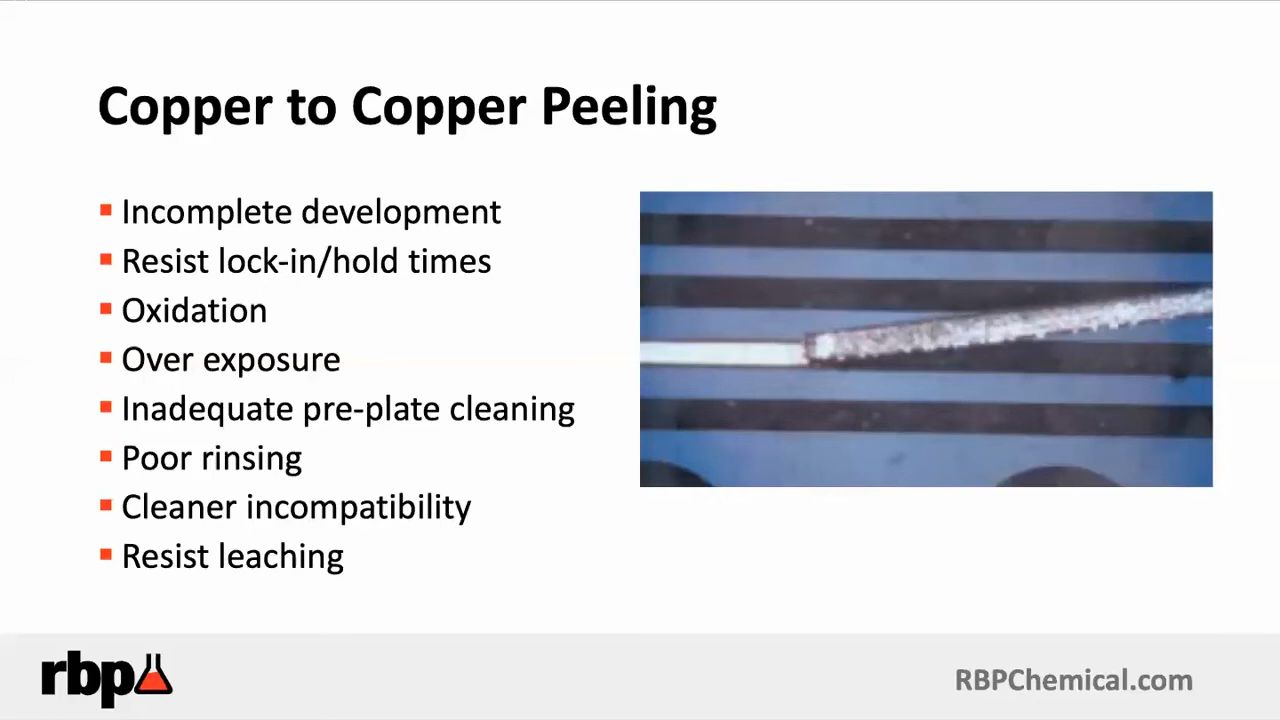 Copper to Copper Peeling
Incomplete development
Resist lock-in/hold times
Oxidation
Over exposure
Inadequate pre-plate cleaning
Poor rinsing
Cleaner incompatibility
Resist leaching
rbp
RBPChemical.com